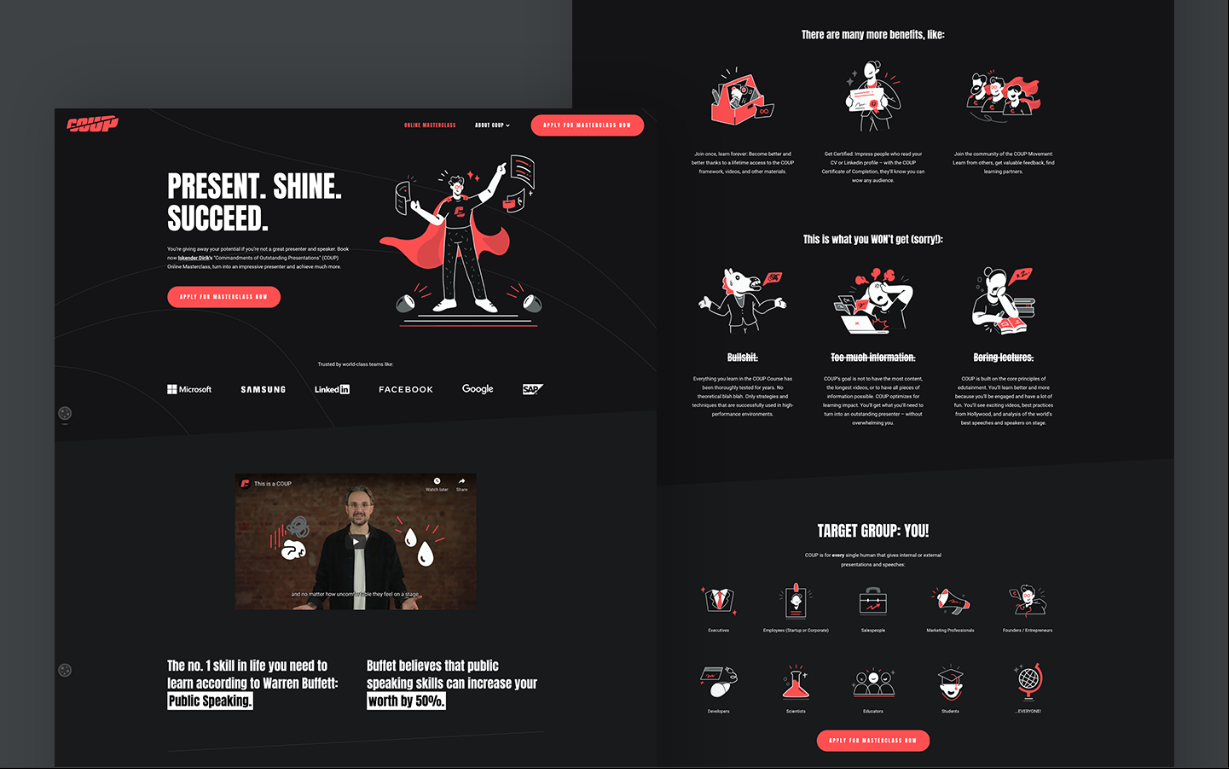 COUP
ONLINE MASTERCLASS
ABOUT COUP
APPLY FOR MASTERCLASS NOW
PRESENT. SHINE.
SUCCEED.
You're giving away your potential if you're not a great presenter and speaker. Book
now Iskender Dirik's "Commandments of Outstanding Presentations" (COUP)
Online Masterclass, turn into an impressive presenter and achieve much more.
APPLY FOR MASTERCLASS NOW
Trusted by world-class teams like:
Microsoft
SAMSUNG
LinkedIn
FACEBOOK
Google
SAP
This is a COUP
Watch later
Share
and no matter how uncomfortable they feel on a stage
The no. 1 skill in life you need to
learn according to Warren Buffett:
Public Speaking.
Buffet believes that public
speaking skills can increase your
worth by 50%.
There are many more benefits, like:
Join once, learn forever: Become better and
better thanks to a lifetime access to the COUP
framework, videos, and other materials.
Get Certified: Impress people who read your
CV or Linkedin profile – with the COUP
Certificate of Completion, they'll know you can
wow any audience.
Join the community of the COUP Movement:
Learn from others, get valuable feedback, find
learning partners.
This is what you WON'T get (sorry!):
Bullshit.
Everything you learn in the COUP Course has
been thoroughly tested for years. No
theoretical blah blah. Only strategies and
techniques that are successfully used in high-
performance environments.
Too much information.
COUP's goal is not to have the most content,
the longest videos, or to have all pieces of
information possible. COUP optimizes for
learning impact. You'll get what you'll need to
turn into an outstanding presenter – without
overwhelming you.
Boring lectures.
COUP is built on the core principles of
edutainment. You'll learn better and more
because you'll be engaged and have a lot of
fun. You'll see exciting videos, best practices
from Hollywood, and analysis of the world's
best speeches and speakers on stage.
TARGET GROUP: YOU!
COUP is for every single human that gives internal or external
presentations and speeches:
Executives
Employees (Startup or Corporate)
Salespeople
Marketing Professionals
Founders / Entrepreneurs
Developers
Scientists
Educators
Students
...EVERYONE!
APPLY FOR MASTERCLASS NOW